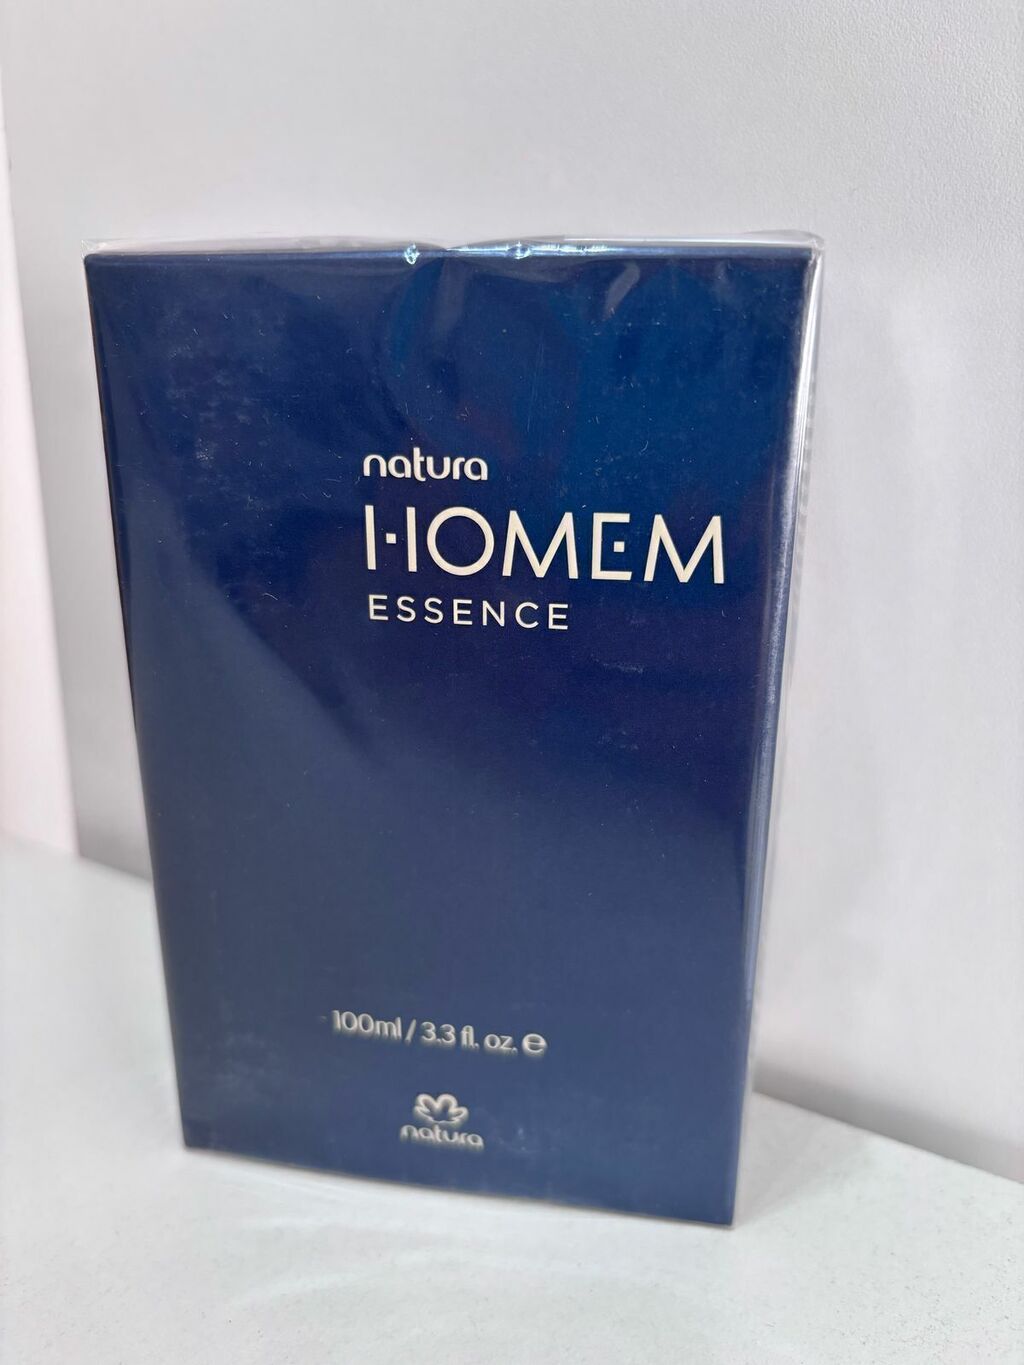 natura
HOMEM
ESSENCE
100ml / 3.3 fl. oz. ℮
natura